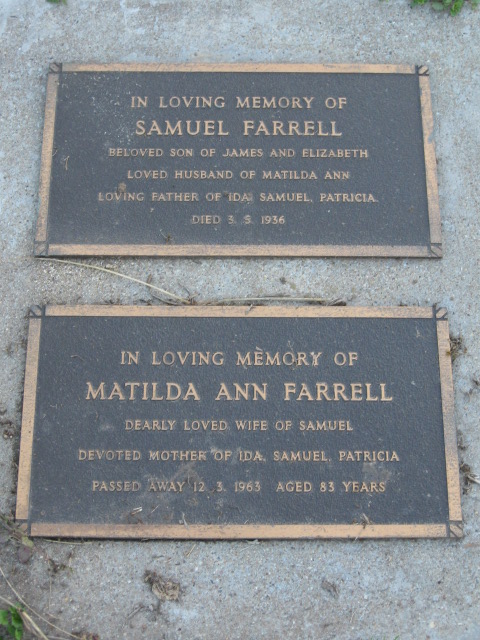 IN LOVING MEMORY OF
SAMUEL FARRELL
BELOVED SON OF JAMES AND ELIZABETH
LOVED HUSBAND OF MATILDA ANN
LOVING FATHER OF IDA, SAMUEL, PATRICIA.
DIED 3. 5. 1936
IN LOVING MEMORY OF
MATILDA ANN FARRELL
DEARLY LOVED WIFE OF SAMUEL
DEVOTED MOTHER OF IDA, SAMUEL, PATRICIA
PASSED AWAY 12. 3. 1963 AGED 83 YEARS